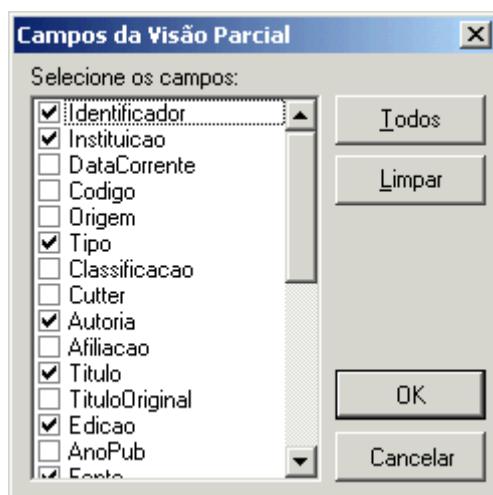 Campos da Visão Parcial
Selecione os campos:
Identificador
Instituicao
DataCorrente
Codigo
Origem
Tipo
Classificacao
Cutter
Autoria
Afiliacao
Titulo
TituloOriginal
Edicao
AnoPub
Fonte
Todos
Limpar
OK
Cancelar